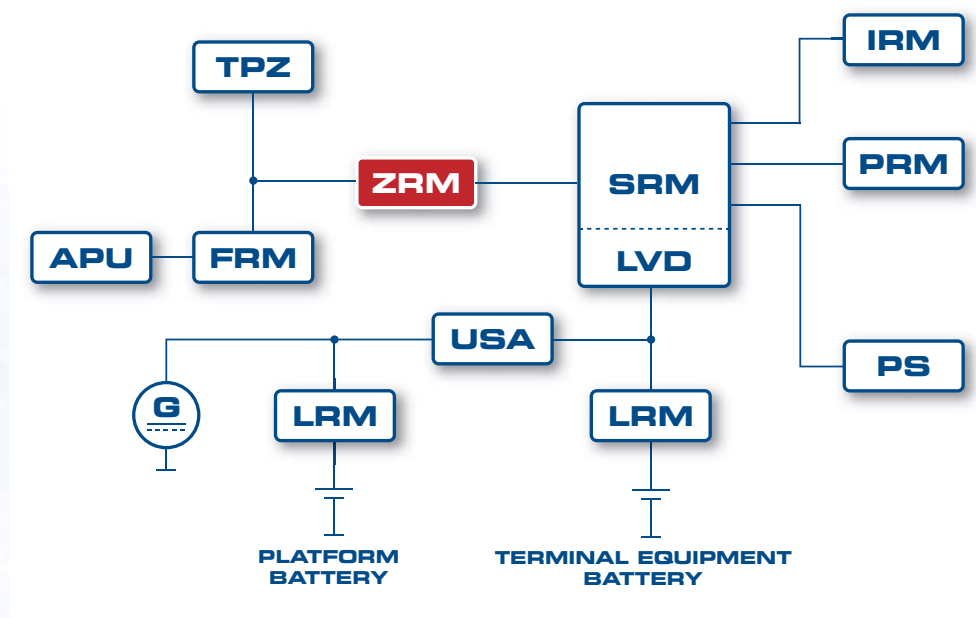 IRM
TPZ
PRM
ZRM
SRM
APU
FRM
LVD
USA
PS
G
LRM
LRM
PLATFORM
BATTERY
TERMINAL EQUIPMENT
BATTERY